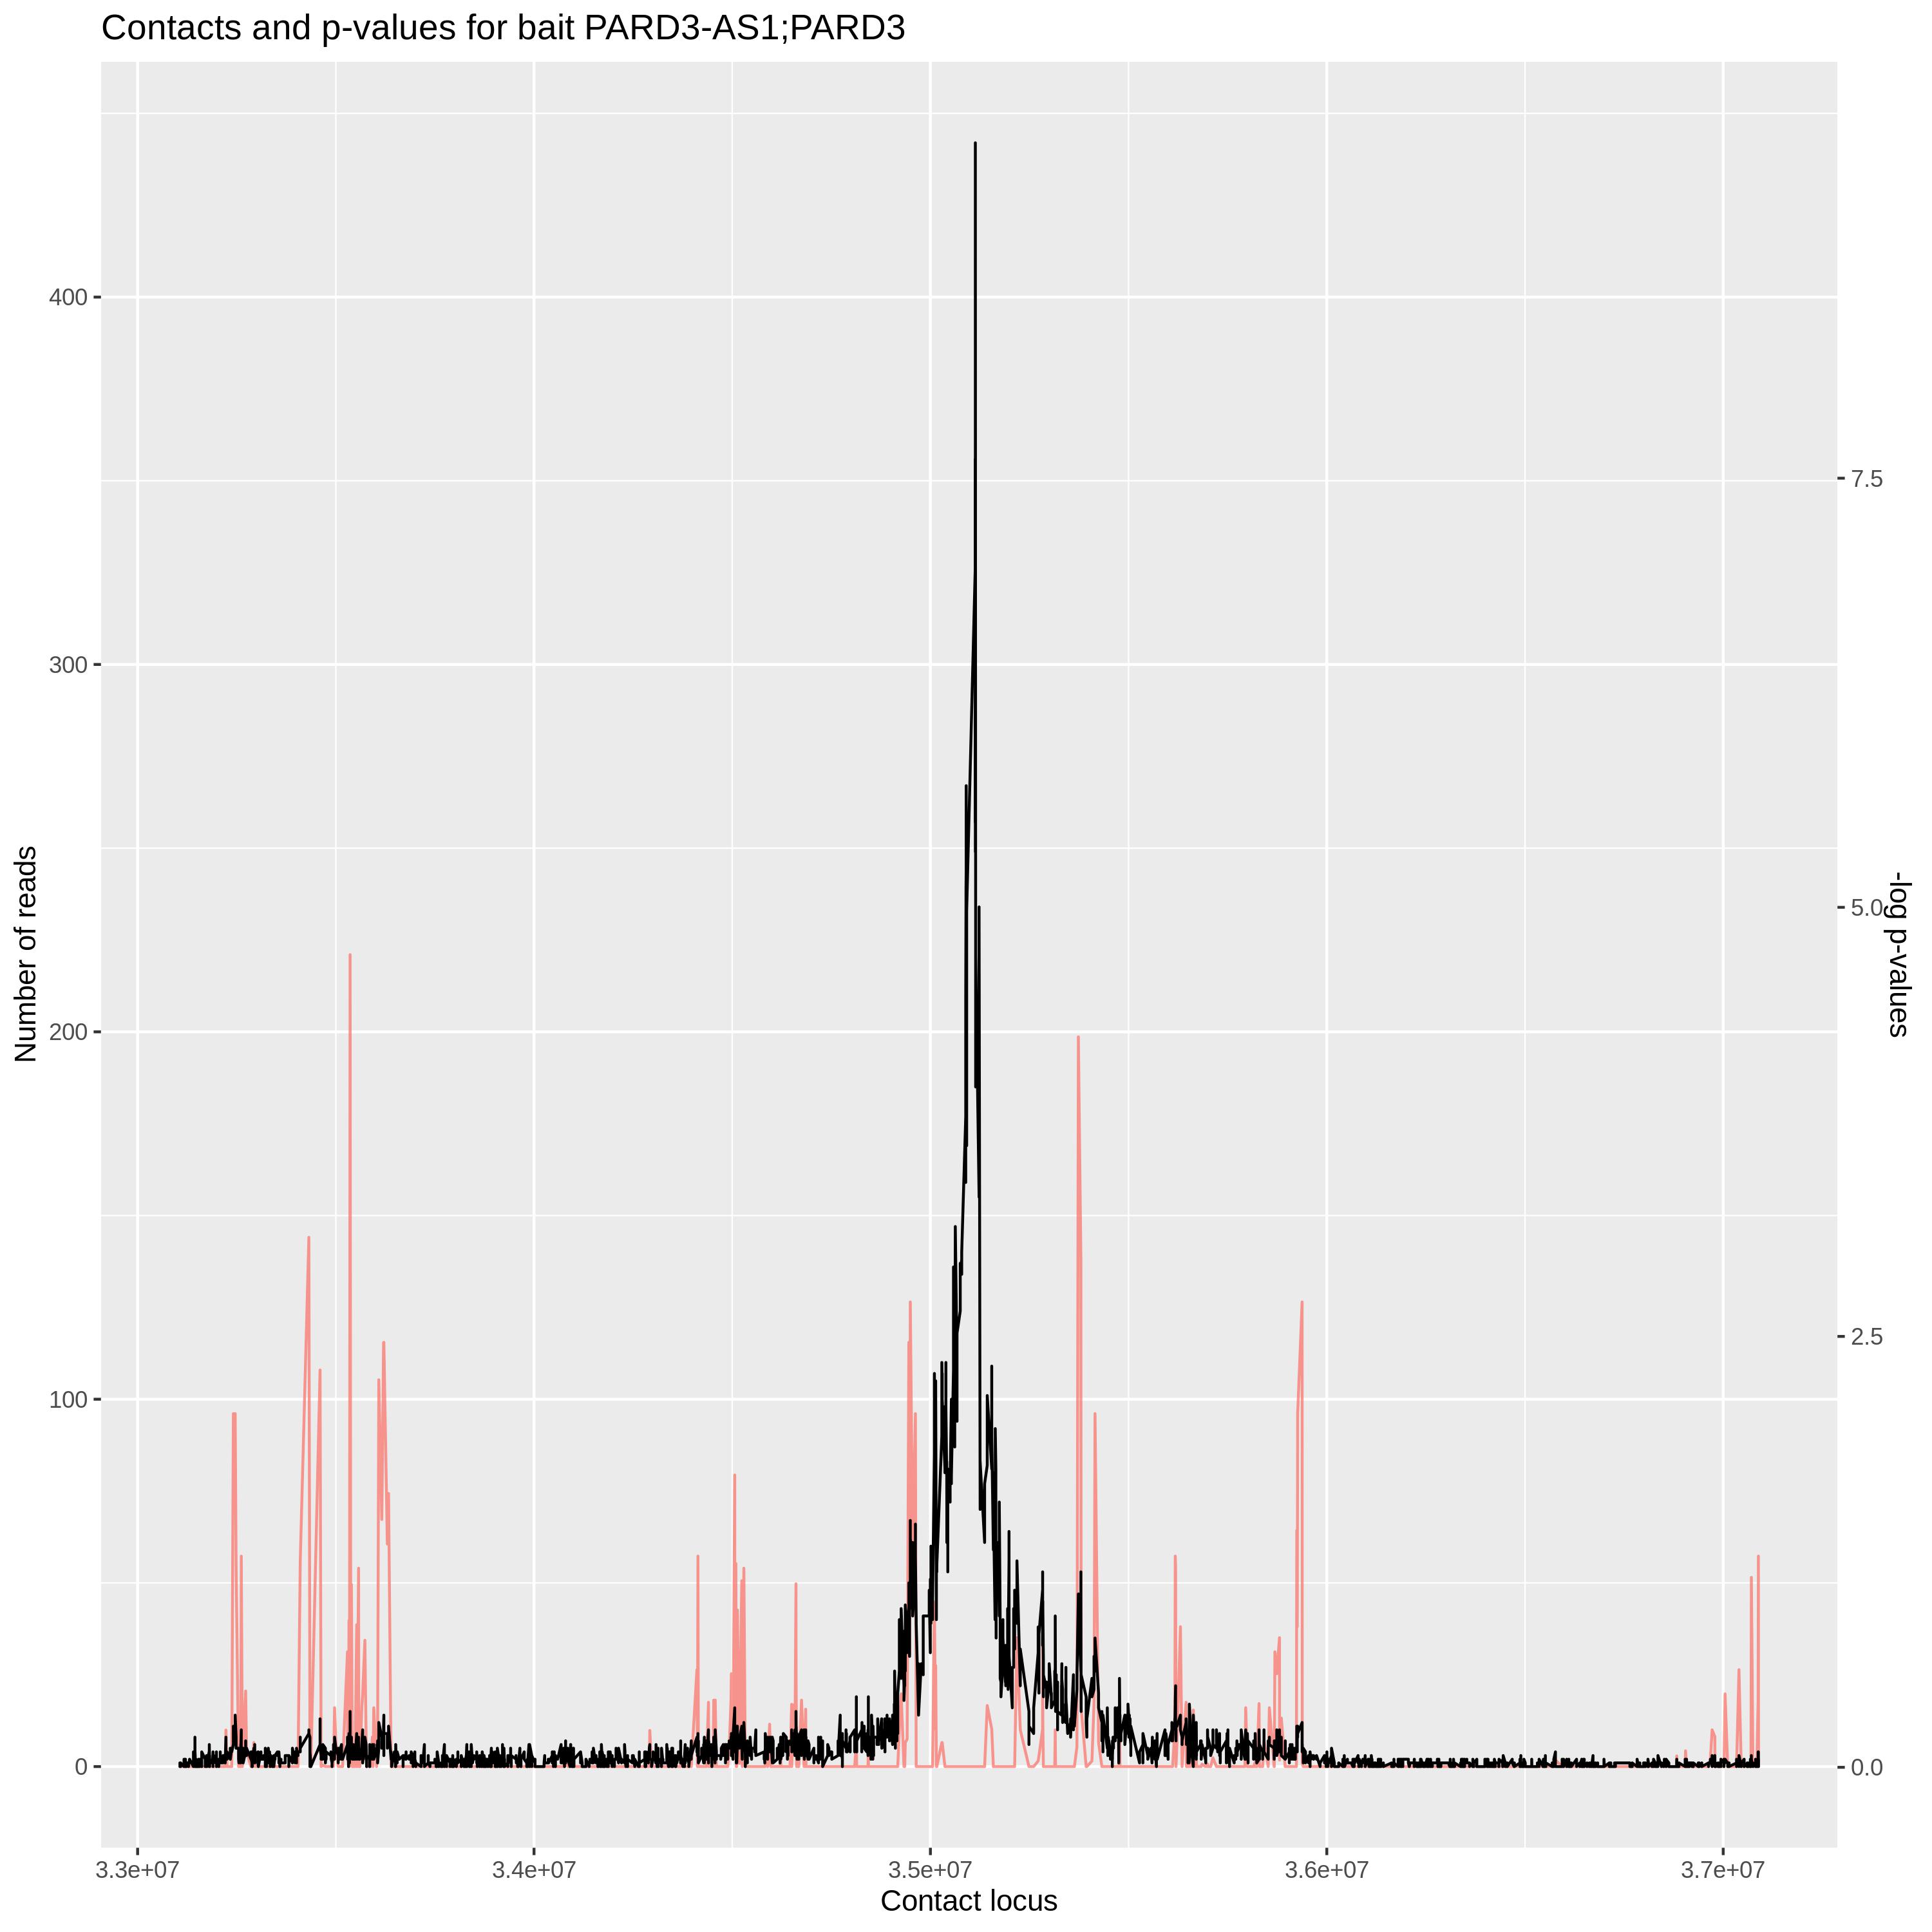 Contacts and p-values for bait PARD3-AS1;PARD3
Number of reads
400
300
200
100
0
7.5
5.0
2.5
0.0
-log p-values
3.3e+07
3.4e+07
3.5e+07
3.6e+07
3.7e+07
Contact locus